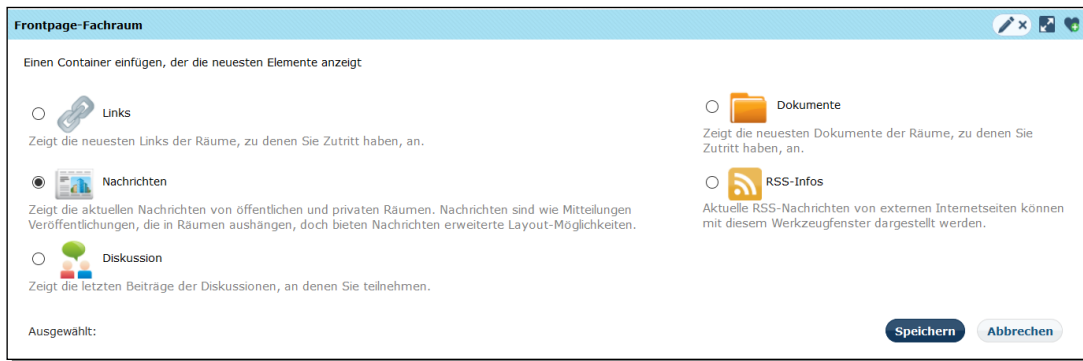 Frontpage-Fachraum
Einen Container einfügen, der die neuesten Elemente anzeigt
Links
Zeigt die neuesten Links der Räume, zu denen Sie Zutritt haben, an.
Dokumente
Zeigt die neuesten Dokumente der Räume, zu denen Sie
Zutritt haben, an.
Nachrichten
Zeigt die aktuellen Nachrichten von öffentlichen und privaten Räumen. Nachrichten sind wie Mitteilungen
Veröffentlichungen, die in Räumen aushängen, doch bieten Nachrichten erweiterte Layout-Möglichkeiten.
RSS-Infos
Aktuelle RSS-Nachrichten von externen Internetseiten können
mit diesem Werkzeugfenster dargestellt werden.
Diskussion
Zeigt die letzten Beiträge der Diskussionen, an denen Sie teilnehmen.
Ausgewählt:
Speichern
Abbrechen